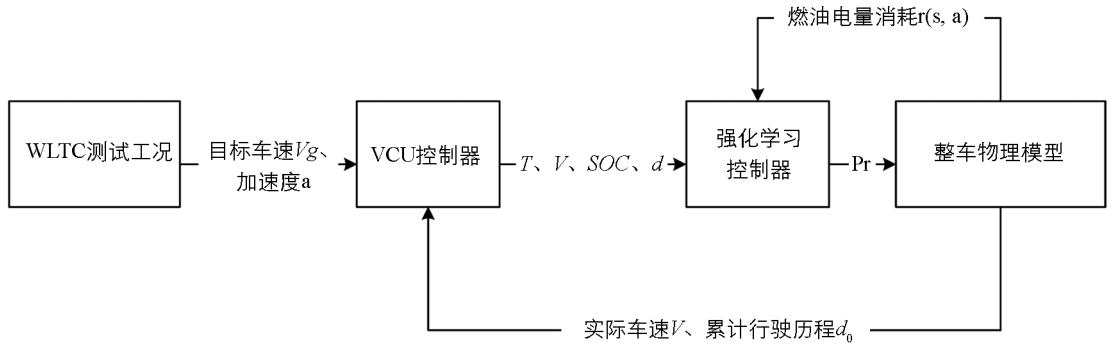 燃油电量消耗r(s, a)
WLTC测试工况
目标车速Vg、
加速度a
VCU控制器
T、V、SOC、d
强化学习
控制器
Pr
整车物理模型
实际车速V、累计行驶历程d₀